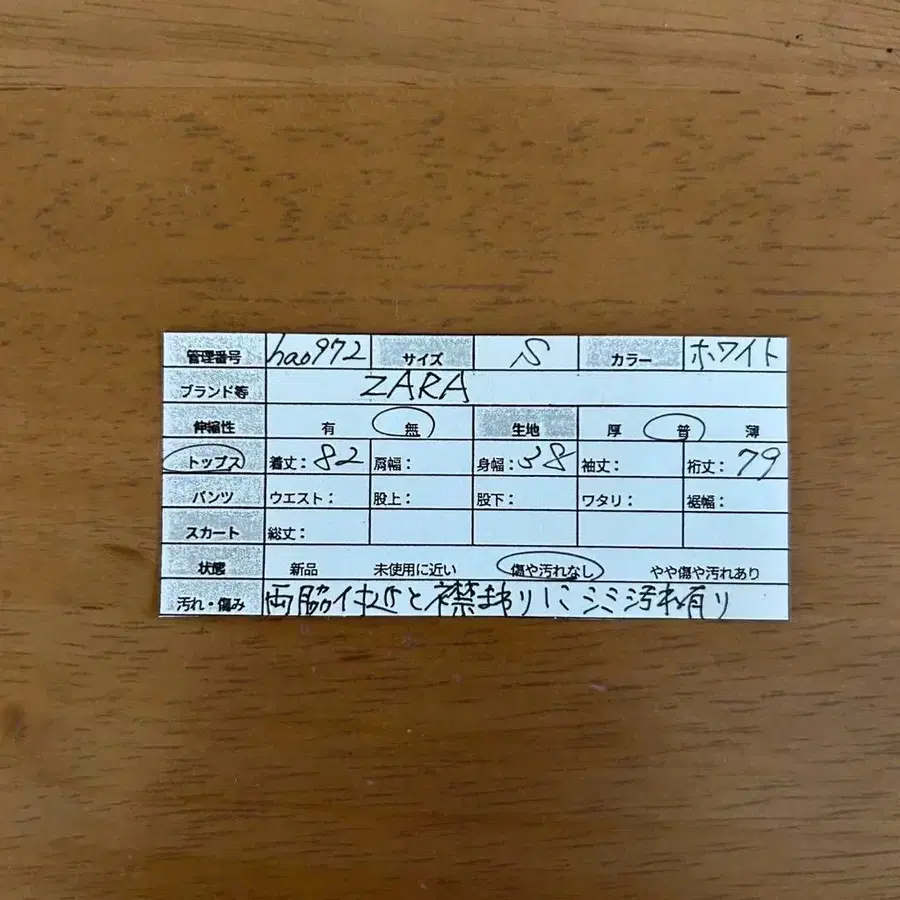 管理番号 hao972 サイズ S カラー ホワイト
ブランド等 ZARA
伸縮性 有 無 生地 厚 普 薄
トップス 着丈: 82 肩幅: 身幅: 38 袖丈: 裄丈: 79
パンツ ウエスト: 股上: 股下: ワタリ: 裾幅:
スカート 総丈:
状態 新品 未使用に近い 傷や汚れなし やや傷や汚れあり
汚れ・傷み 両脇付近と襟まわりにシミ汚れ有り